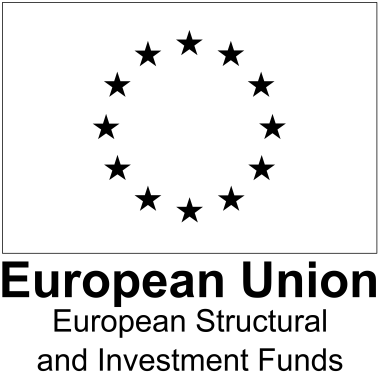 European Union
European Structural
and Investment Funds